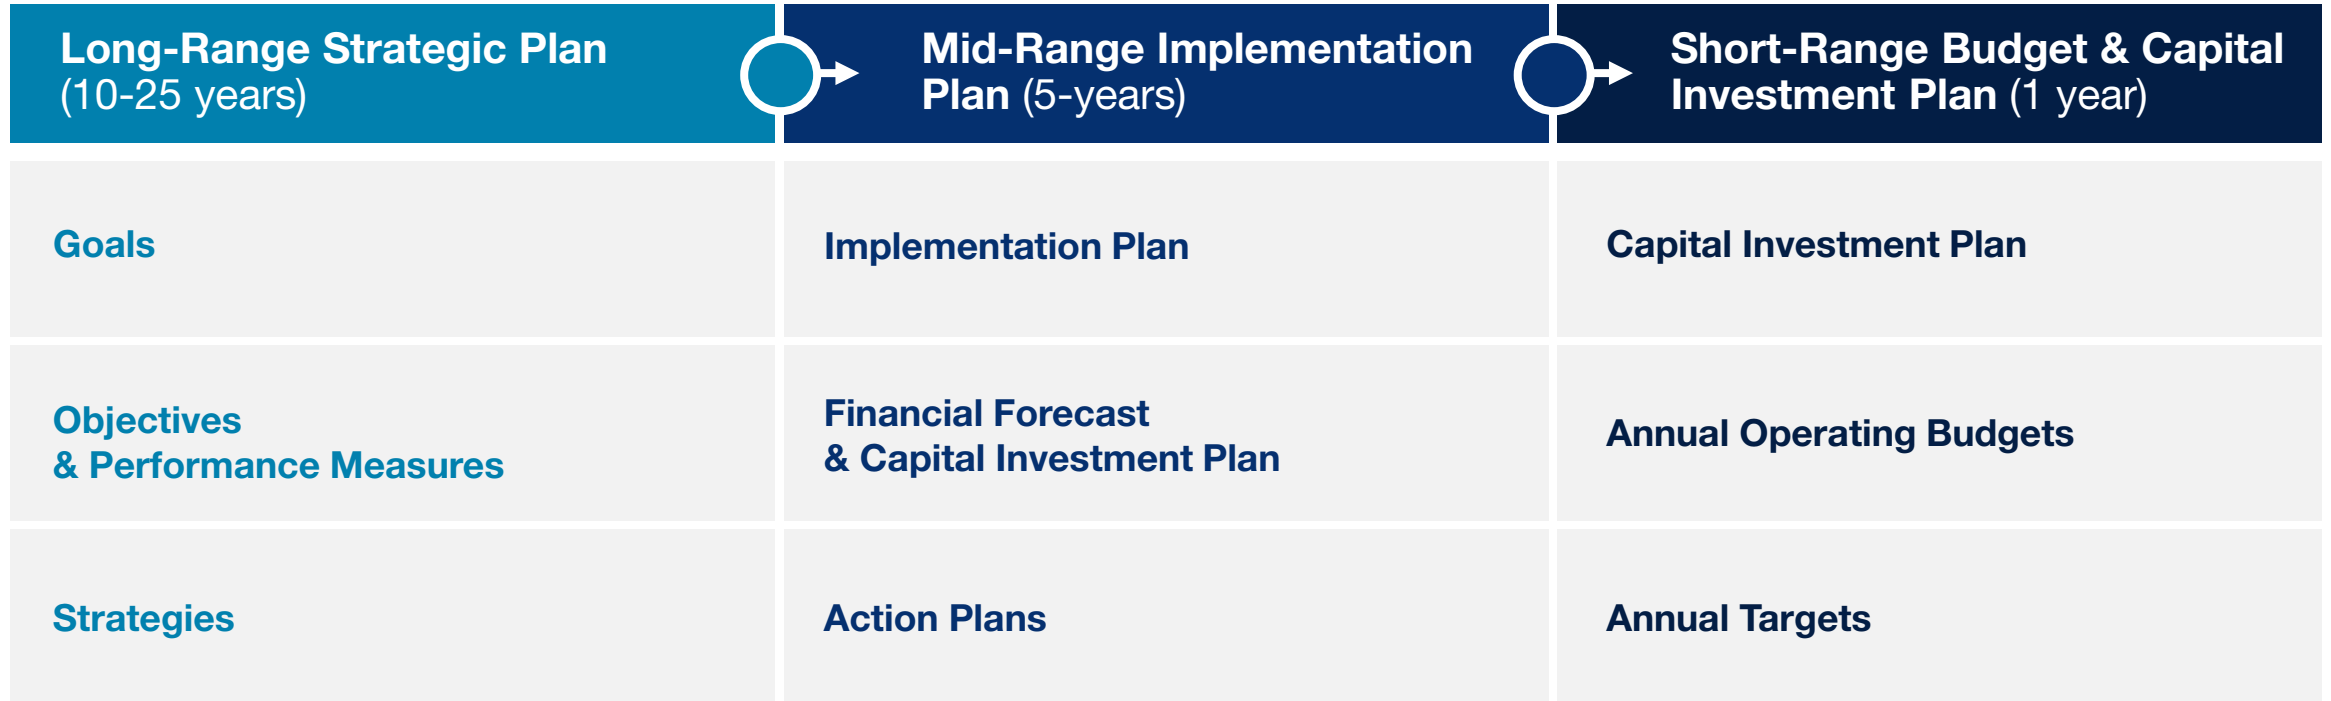 Long-Range Strategic Plan
(10-25 years)
Mid-Range Implementation
Plan (5-years)
Short-Range Budget & Capital
Investment Plan (1 year)
Goals
Implementation Plan
Capital Investment Plan
Objectives
& Performance Measures
Financial Forecast
& Capital Investment Plan
Annual Operating Budgets
Strategies
Action Plans
Annual Targets